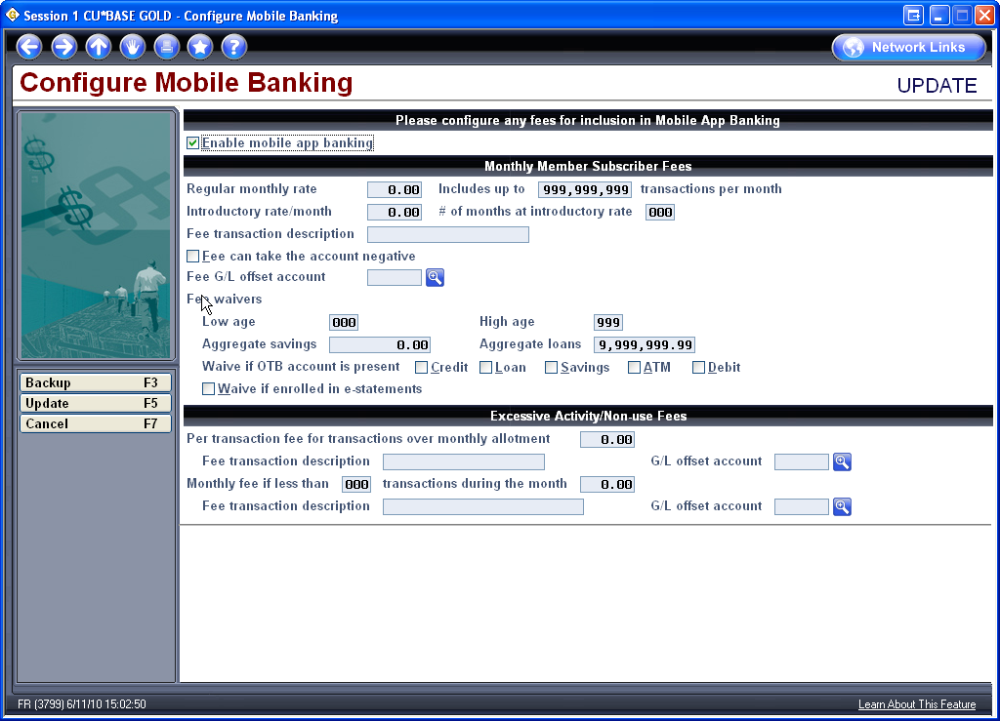 Session 1 CU*BASE GOLD - Configure Mobile Banking
Network Links
Configure Mobile Banking
UPDATE
Please configure any fees for inclusion in Mobile App Banking
Enable mobile app banking
Monthly Member Subscriber Fees
Regular monthly rate 0.00 Includes up to 999,999,999 transactions per month
Introductory rate/month 0.00 # of months at introductory rate 000
Fee transaction description
Fee can take the account negative
Fee G/L offset account
Fee waivers
Low age 000 High age 999
Aggregate savings 0.00 Aggregate loans 9,999,999.99
Waive if OTB account is present Credit Loan Savings ATM Debit
Waive if enrolled in e-statements
Backup F3
Update F5
Cancel F7
Excessive Activity/Non-use Fees
Per transaction fee for transactions over monthly allotment 0.00
Fee transaction description G/L offset account
Monthly fee if less than 000 transactions during the month 0.00
Fee transaction description G/L offset account
FR (3799) 6/11/10 15:02:50
Learn About This Feature